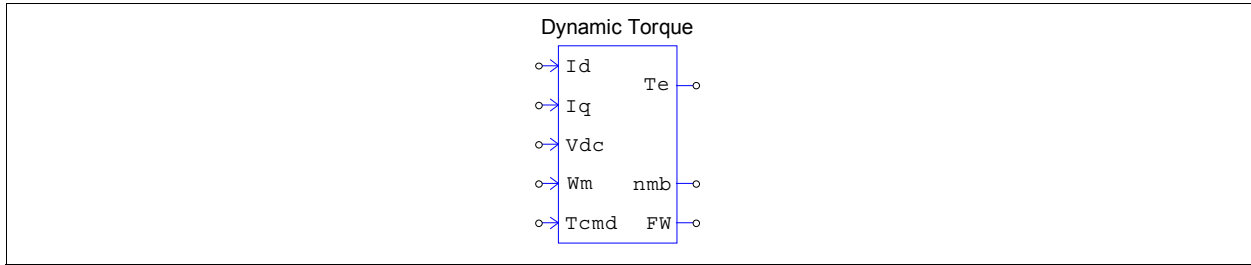 Dynamic Torque
Id
Te
Iq
Vdc
Wm nmb
Tcmd FW